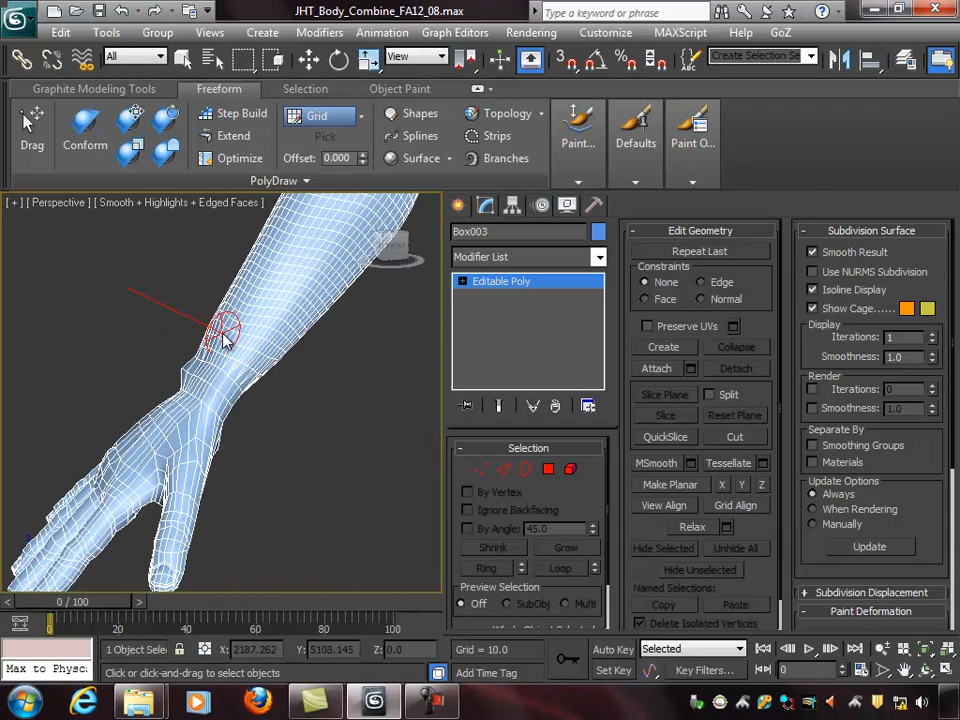 JHT_Body_Combine_FA12_08.max
Type a keyword or phrase
Edit Tools Group Views Create Modifiers Animation Graph Editors Rendering Customize MAXScript Help GoZ
All View 3 Create Selection Se
Graphite Modeling Tools Freeform Selection Object Paint
Drag Conform Step Build Extend Optimize Grid Pick Offset: 0.000 Shapes Splines Surface Topology Strips Branches Paint... Defaults Paint O...
PolyDraw
[ + ] [ Perspective ] [ Smooth + Highlights + Edged Faces ]
Box003
Modifier List
Editable Poly
Selection
By Vertex
Ignore Backfacing
By Angle: 45.0
Shrink Grow
Ring Loop
Preview Selection
Off SubObj Multi
Edit Geometry
Repeat Last
Constraints
None Edge
Face Normal
Preserve UVs
Create Collapse
Attach Detach
Slice Plane Split
Slice Reset Plane
QuickSlice Cut
MSmooth Tessellate
Make Planar X Y Z
View Align Grid Align
Relax
Hide Selected Unhide All
Hide Unselected
Named Selections:
Copy Paste
Delete Isolated Vertices
Subdivision Surface
Smooth Result
Use NURMS Subdivision
Isoline Display
Show Cage......
Display
Iterations: 1
Smoothness: 1.0
Render
Iterations: 0
Smoothness: 1.0
Separate By
Smoothing Groups
Materials
Update Options
Always
When Rendering
Manually
Update
Subdivision Displacement
Paint Deformation
0 / 100
0 20 40 60 80 100
1 Object Selec X: 2187.262 Y: 5108.145 Z: 0.0 Grid = 10.0 Auto Key Selected
Max to Physc: Click or click-and-drag to select objects Add Time Tag Set Key Key Filters... 0